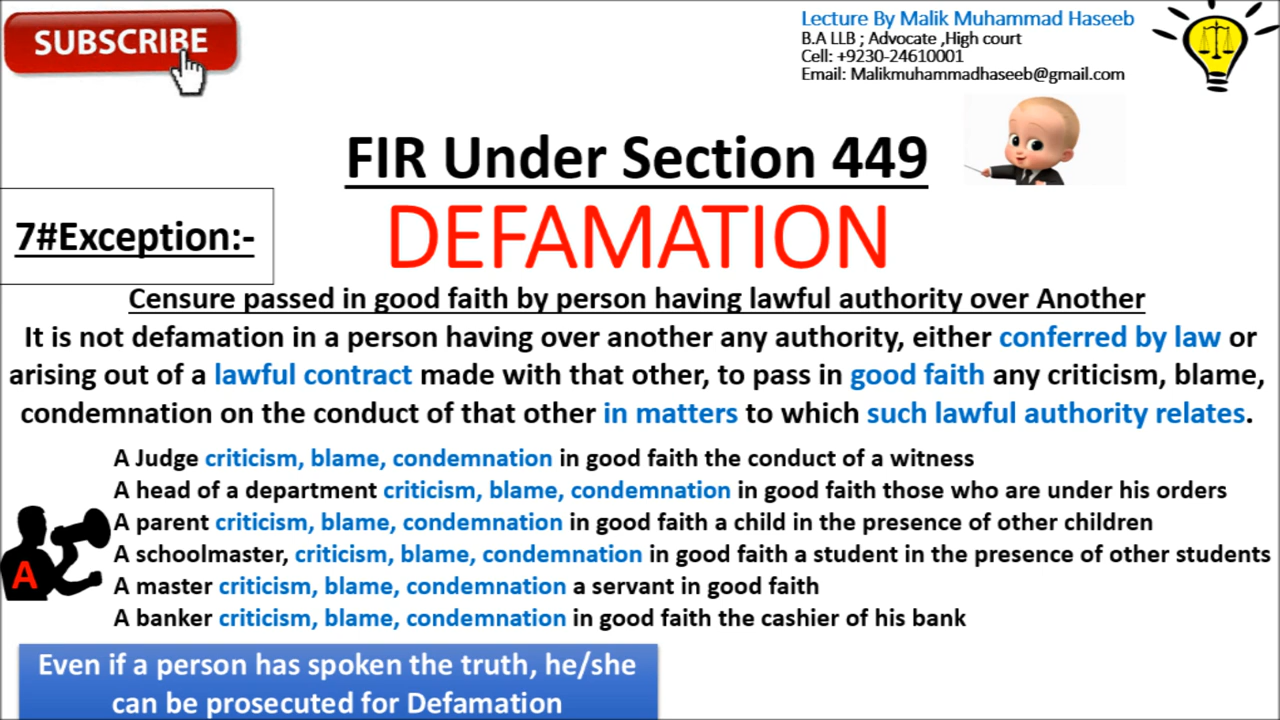 SUBSCRIBE
Lecture By Malik Muhammad Haseeb
B.A LLB ; Advocate ,High court
Cell: +9230-24610001
Email: Malikmuhammadhaseeb@gmail.com
FIR Under Section 449
7#Exception:-
DEFAMATION
Censure passed in good faith by person having lawful authority over Another
It is not defamation in a person having over another any authority, either conferred by law or
arising out of a lawful contract made with that other, to pass in good faith any criticism, blame,
condemnation on the conduct of that other in matters to which such lawful authority relates.
A Judge criticism, blame, condemnation in good faith the conduct of a witness
A head of a department criticism, blame, condemnation in good faith those who are under his orders
A parent criticism, blame, condemnation in good faith a child in the presence of other children
A schoolmaster, criticism, blame, condemnation in good faith a student in the presence of other students
A master criticism, blame, condemnation a servant in good faith
A banker criticism, blame, condemnation in good faith the cashier of his bank
A
Even if a person has spoken the truth, he/she
can be prosecuted for Defamation